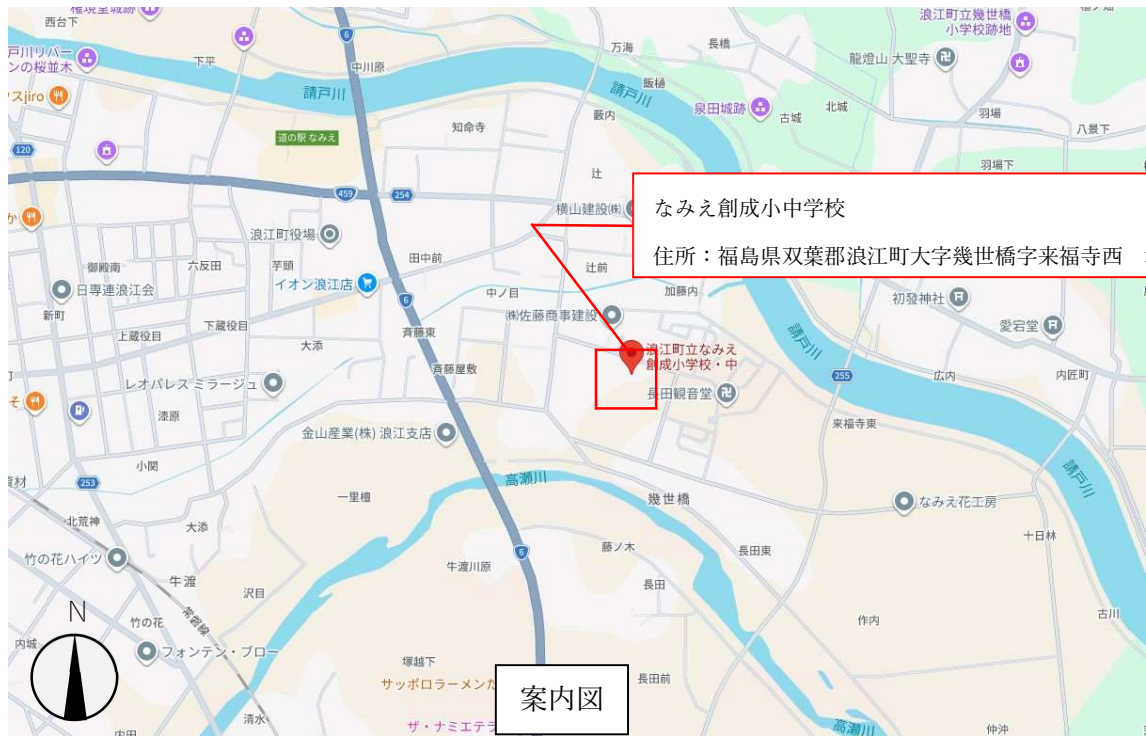 権現堂城跡
西台下
戸川リバー
ンの桜並木
スjiro
下平
6
中川原
請戸川
道の駅 なみえ
知命寺
万海
長橋
飯樋
請戸川
藪内
泉田城跡
古城
北城
浪江町立幾世橋
小学校跡地
龍燈山 大聖寺
羽場
八景下
羽場下
辻
120
459
254
横山建設㈱
なみえ創成小中学校
住所:福島県双葉郡浪江町大字幾世橋字来福寺西
か
浪江町役場
御殿南
六反田
芋頭
田中前
イオン浪江店
日専連浪江会
新町
上蔵役目
下蔵役目
大添
中ノ目
辻前
加藤内
㈱佐藤商事建設
6
斉藤東
斉藤屋敷
初發神社
愛宕堂
請戸川
浪江町立なみえ
創成小学校・中
255
広内
内匠町
レオパレス ミラージュ
長田観音堂
そ
漆原
来福寺東
金山産業(株) 浪江支店
小関
資材
253
高瀬川
一里檀
幾世橋
なみえ花工房
請戸川
北荒神
大添
十日林
竹の花ハイツ
6
藤ノ木
長田東
牛渡
牛渡川原
沢目
長田
常磐線
N
竹の花
作内
古川
内城
フォンテン・ブロー
塚越下
サッポロラーメンた
案内図
長田前
清水
ザ・ナミエテラ
高瀬川
仲沖
内田